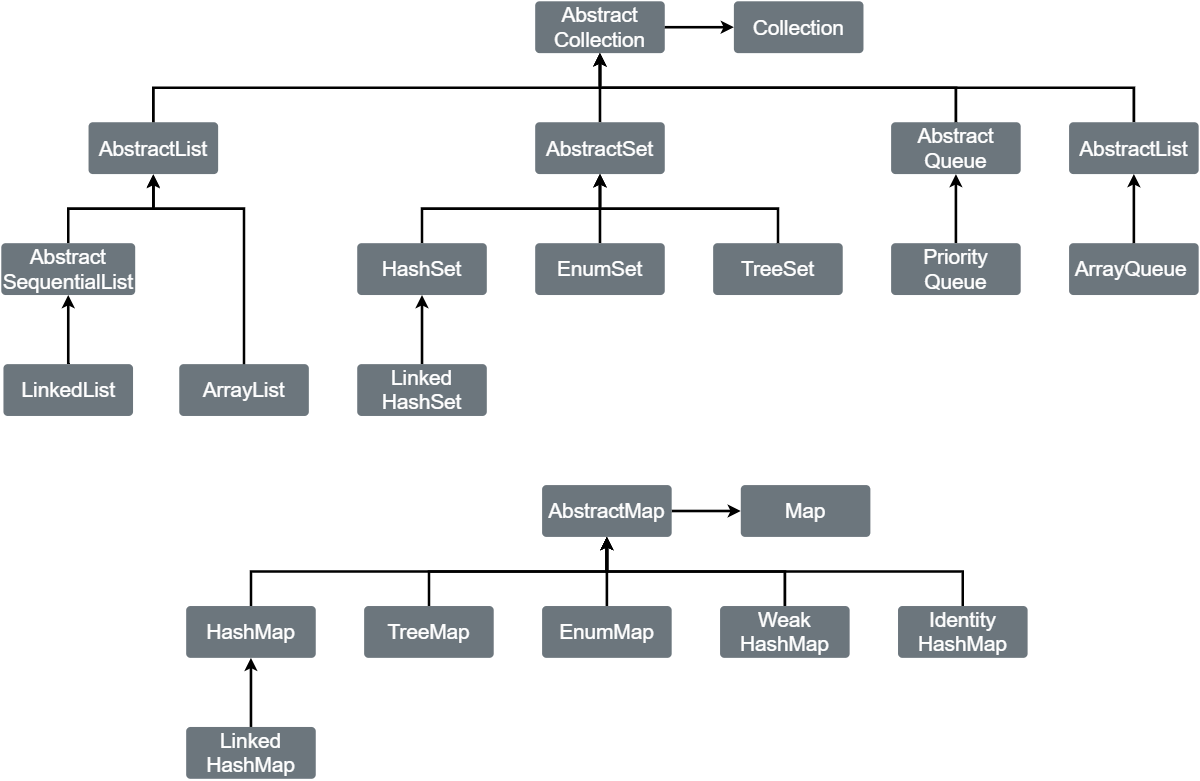 Abstract
Collection
Collection
AbstractList
AbstractSet
Abstract
Queue
AbstractList
Abstract
SequentialList
HashSet
EnumSet
TreeSet
Priority
Queue
ArrayQueue
LinkedList
ArrayList
Linked
HashSet
AbstractMap
Map
HashMap
TreeMap
EnumMap
Weak
HashMap
Identity
HashMap
Linked
HashMap